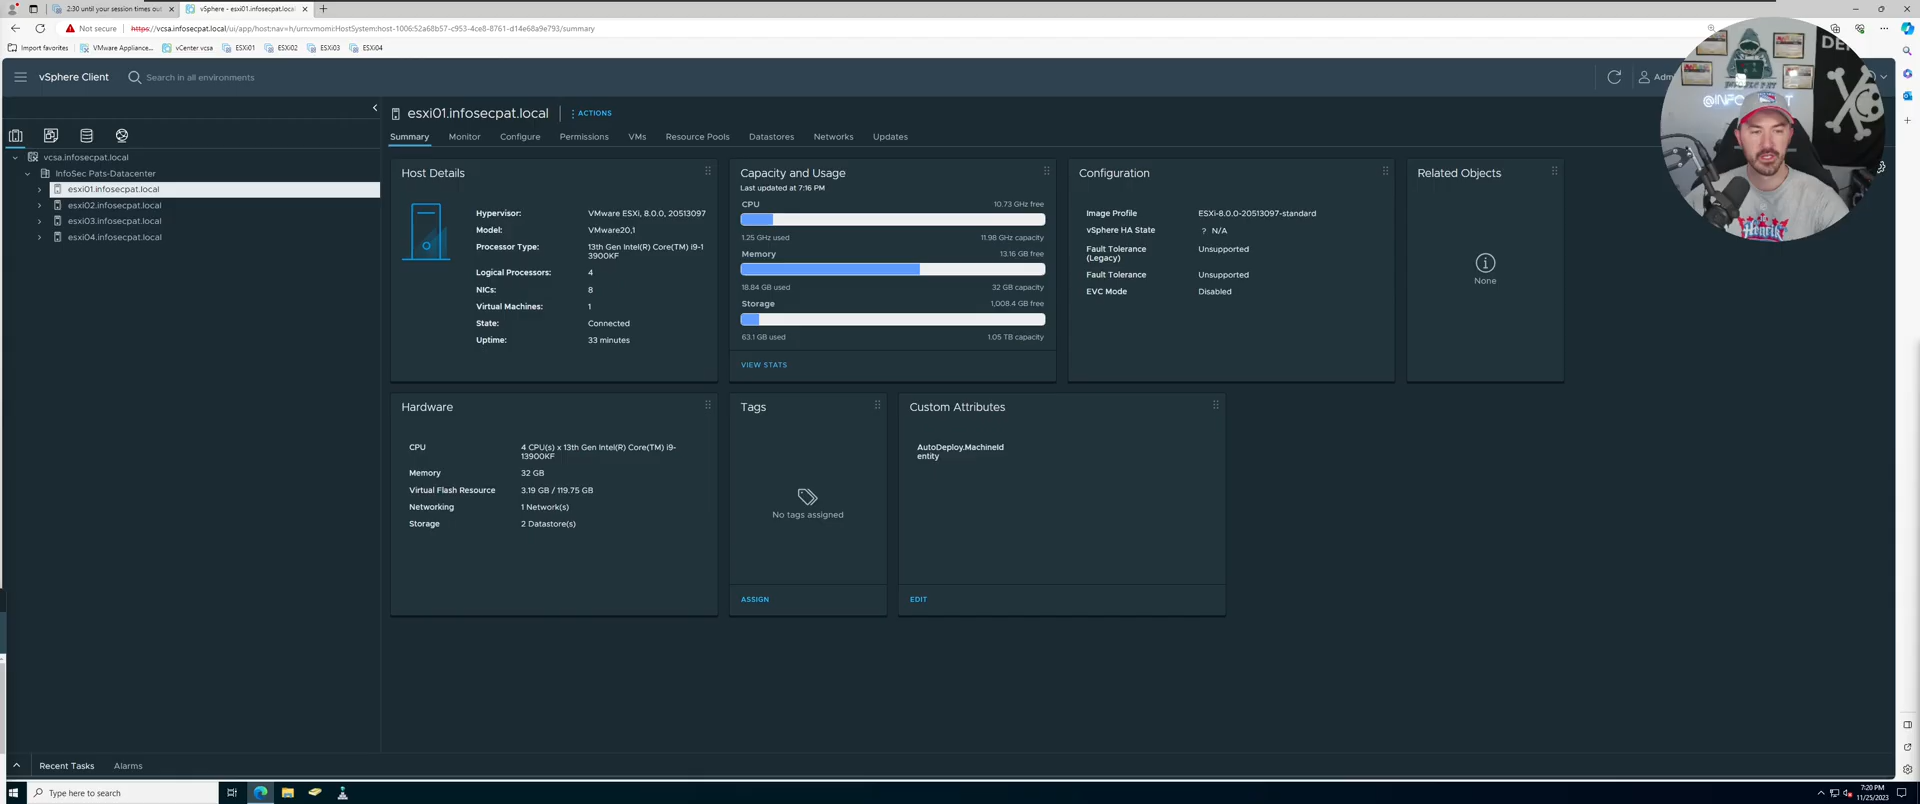 2:30 until your session times ou
vSphere - esxi01.infosecpat.loca
Not secure
https://vcsa.infosecpat.local/ui/app/host;nav=h/urn:vmomi:HostSystem:host-1006:52a68b57-c953-4ce8-8761-d14e68a9e793/summary
Import favorites
VMware Appliance...
vCenter vcsa
ESXi01
ESXi02
ESXi03
ESXi04
vSphere Client
Search in all environments
Adm
esxi01.infosecpat.local
ACTIONS
Summary
Monitor
Configure
Permissions
VMs
Resource Pools
Datastores
Networks
Updates
vcsa.infosecpat.local
InfoSec Pats-Datacenter
esxi01.infosecpat.local
esxi02.infosecpat.local
esxi03.infosecpat.local
esxi04.infosecpat.local
Host Details
Hypervisor: VMware ESXi, 8.0.0, 20513097
Model: VMware20,1
Processor Type: 13th Gen Intel(R) Core(TM) i9-1
3900KF
Logical Processors: 4
NICs: 8
Virtual Machines: 1
State: Connected
Uptime: 33 minutes
Capacity and Usage
Last updated at 7:16 PM
CPU 10.73 GHz free
1.25 GHz used 11.98 GHz capacity
Memory 13.16 GB free
18.84 GB used 32 GB capacity
Storage 1,008.4 GB free
63.1 GB used 1.05 TB capacity
VIEW STATS
Configuration
Image Profile ESXi-8.0.0-20513097-standard
vSphere HA State ? N/A
Fault Tolerance Unsupported
(Legacy)
Fault Tolerance Unsupported
EVC Mode Disabled
Related Objects
None
Hardware
CPU 4 CPU(s) x 13th Gen Intel(R) Core(TM) i9-
13900KF
Memory 32 GB
Virtual Flash Resource 3.19 GB / 119.75 GB
Networking 1 Network(s)
Storage 2 Datastore(s)
Tags
No tags assigned
ASSIGN
Custom Attributes
AutoDeploy.MachineId
entity
EDIT
Recent Tasks
Alarms
Type here to search
7:20 PM
11/25/2023